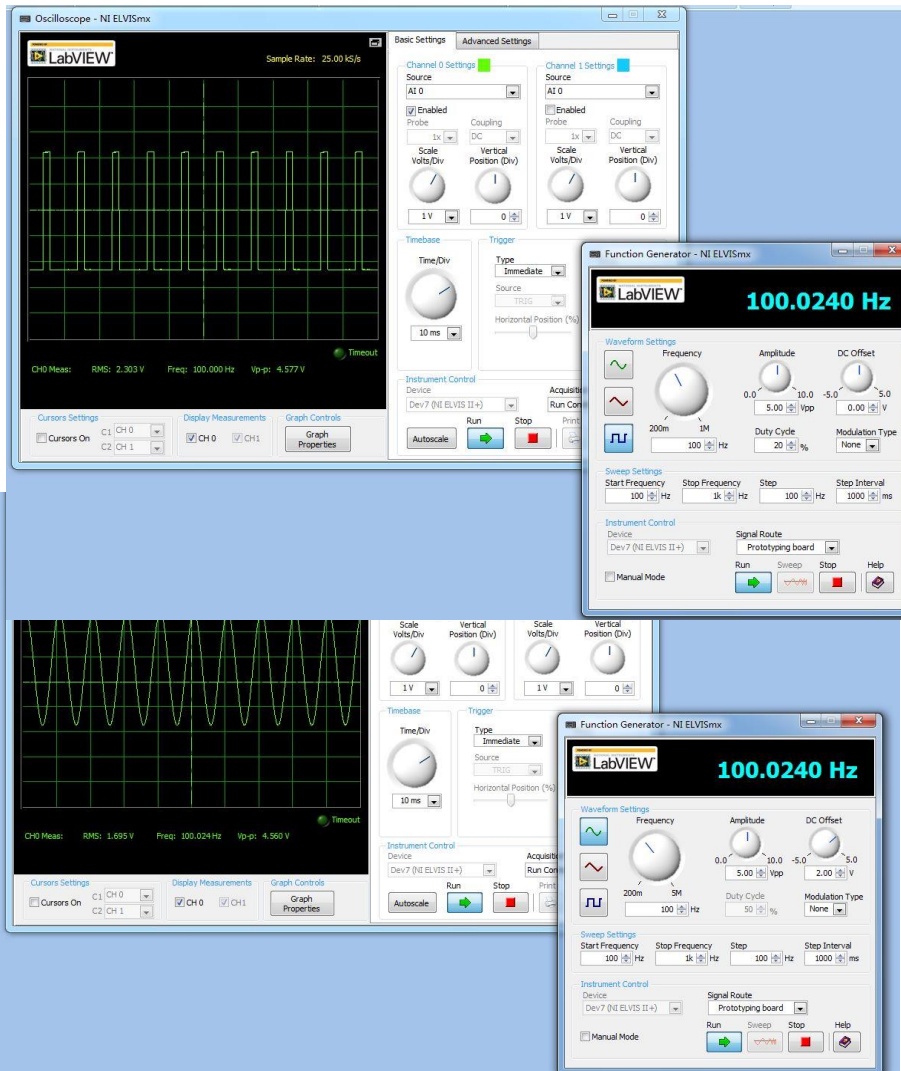 Oscilloscope - NI ELVISmx
LabVIEW
Sample Rate: 25.00 kS/s
CH0 Meas: RMS: 2.303 V Freq: 100.000 Hz Vp-p: 4.577 V
Timeout
Cursors Settings
Cursors On
C1 CH 0
C2 CH 1
Display Measurements
CH 0 CH1
Graph Controls
Graph Properties
Basic Settings Advanced Settings
Channel 0 Settings
Source
AI 0
Enabled
Probe Coupling
1x DC
Scale Volts/Div
Vertical Position (Div)
1 V 0
Channel 1 Settings
Source
AI 0
Enabled
Probe Coupling
1x DC
Scale Volts/Div
Vertical Position (Div)
1 V 0
Timebase
Time/Div
10 ms
Trigger
Type
Immediate
Source
TRIG
Horizontal Position (%)
Instrument Control
Device
Dev7 (NI ELVIS II+)
Run Con
Run Stop Print
Autoscale
Function Generator - NI ELVISmx
LabVIEW
100.0240 Hz
Waveform Settings
Frequency
200m 1M
100 Hz
Amplitude
0.0 10.0
5.00 Vpp
DC Offset
-5.0 5.0
0.00 V
Duty Cycle
20 %
Modulation Type
None
Sweep Settings
Start Frequency Stop Frequency Step Step Interval
100 Hz 1k Hz 100 Hz 1000 ms
Instrument Control
Device
Dev7 (NI ELVIS II+)
Signal Route
Prototyping board
Manual Mode
Run Sweep Stop Help
CH0 Meas: RMS: 1.695 V Freq: 100.024 Hz Vp-p: 4.560 V
Timeout
Cursors Settings
Cursors On
C1 CH 0
C2 CH 1
Display Measurements
CH 0 CH1
Graph Controls
Graph Properties
Scale Volts/Div
Vertical Position (Div)
1 V 0
Scale Volts/Div
Vertical Position (Div)
1 V 0
Timebase
Time/Div
10 ms
Trigger
Type
Immediate
Source
TRIG
Horizontal Position (%)
Instrument Control
Device
Dev7 (NI ELVIS II+)
Run Con
Run Stop Print
Autoscale
Function Generator - NI ELVISmx
LabVIEW
100.0240 Hz
Waveform Settings
Frequency
200m 5M
100 Hz
Amplitude
0.0 10.0
5.00 Vpp
DC Offset
-5.0 5.0
2.00 V
Duty Cycle
50 %
Modulation Type
None
Sweep Settings
Start Frequency Stop Frequency Step Step Interval
100 Hz 1k Hz 100 Hz 1000 ms
Instrument Control
Device
Dev7 (NI ELVIS II+)
Signal Route
Prototyping board
Manual Mode
Run Sweep Stop Help